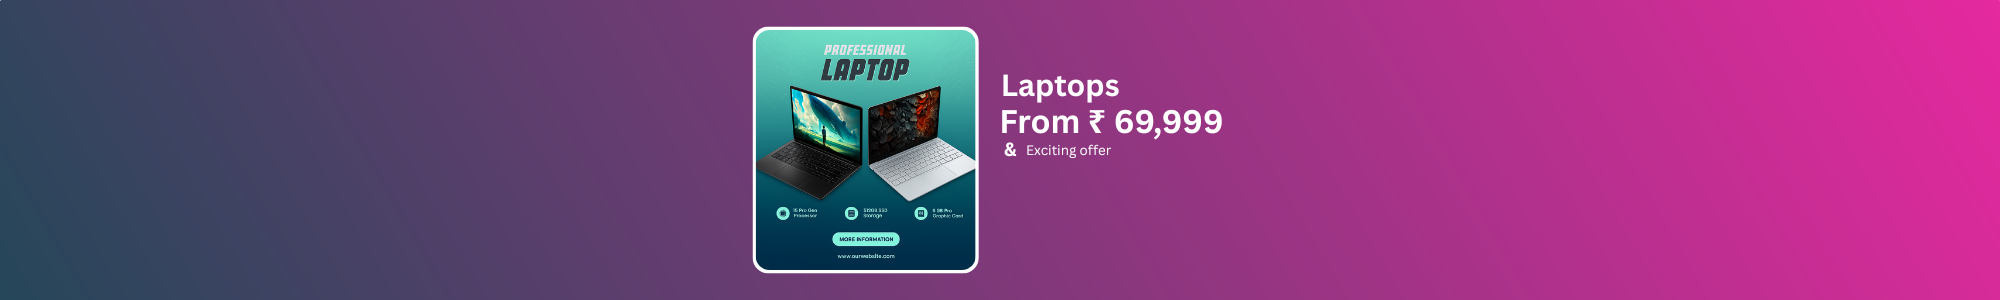 PROFESSIONAL
LAPTOP
i5 Pro Gen
Processor
512GB SSD
Storage
8 GB Pro
Graphic Card
MORE INFORMATION
www.ourwebsite.com
Laptops
From ₹ 69,999
& Exciting offer